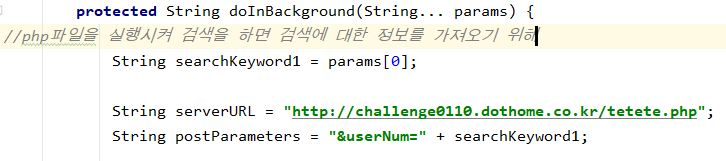 protected String doInBackground(String... params) {
//php파일을 실행시켜 검색을 하면 검색에 대한 정보를 가져오기 위해
String searchKeyword1 = params[0];
String serverURL = "http://challenge0110.dothome.co.kr/tetete.php";
String postParameters = "&userNum=" + searchKeyword1;